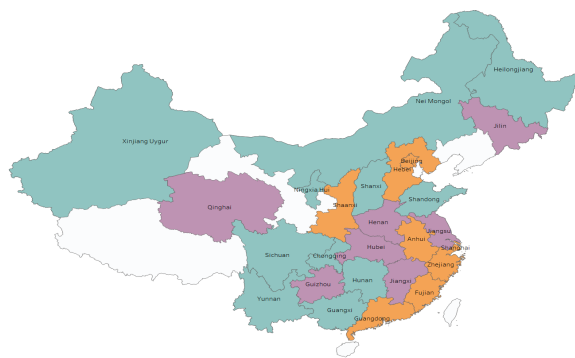 Heilongjiang
Nei Mongol
Jilin
Xinjiang Uygur
Beijing
Hebei
Ningxia Hui
Shanxi
Shaanxi
Shandong
Qinghai
Henan
Jiangsu
Anhui
Shanghai
Hubei
Sichuan
Chongqing
Zhejiang
Guizhou
Hunan
Jiangxi
Fujian
Yunnan
Guangxi
Guangdong